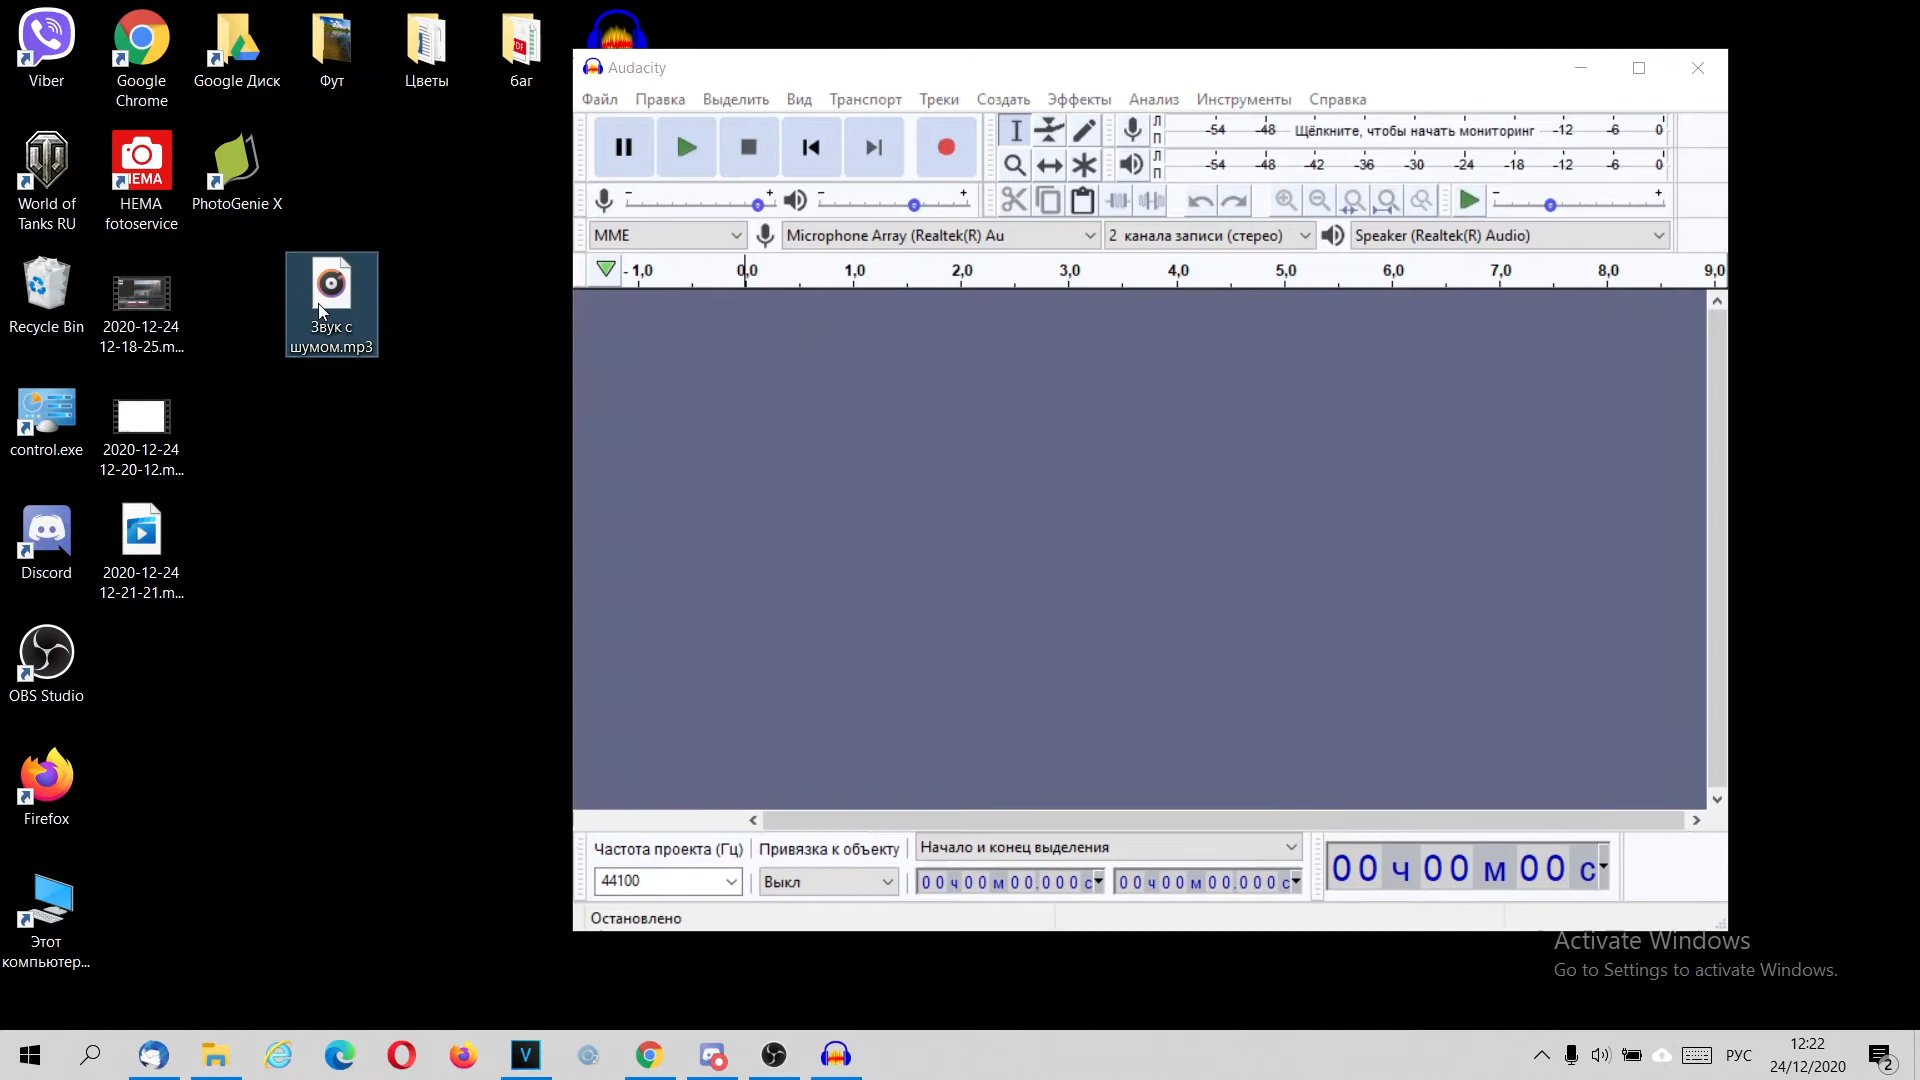 Viber
Google
Chrome
Google Диск
Фут
Цветы
баг
World of
Tanks RU
HEMA
HEMA
fotoservice
PhotoGenie X
Recycle Bin
2020-12-24
12-18-25.m...
Звук с
шумом.mp3
control.exe
2020-12-24
12-20-12.m...
Discord
2020-12-24
12-21-21.m...
OBS Studio
Firefox
Этот
компьютер...
Audacity
Файл Правка Выделить Вид Транспорт Треки Создать Эффекты Анализ Инструменты Справка
Л
П
-54 -48 Щёлкните, чтобы начать мониторинг -12 -6 0
Л
П
-54 -48 -42 -36 -30 -24 -18 -12 -6 0
MME Microphone Array (Realtek(R) Au 2 канала записи (стерео) Speaker (Realtek(R) Audio)
-1,0 0,0 1,0 2,0 3,0 4,0 5,0 6,0 7,0 8,0 9,0
Частота проекта (Гц) Привязка к объекту Начало и конец выделения
44100 Выкл 00 ч 00 м 00.000 с 00 ч 00 м 00.000 с 00 ч 00 м 00 с
Остановлено
Activate Windows
Go to Settings to activate Windows.
РУС
12:22
24/12/2020
2